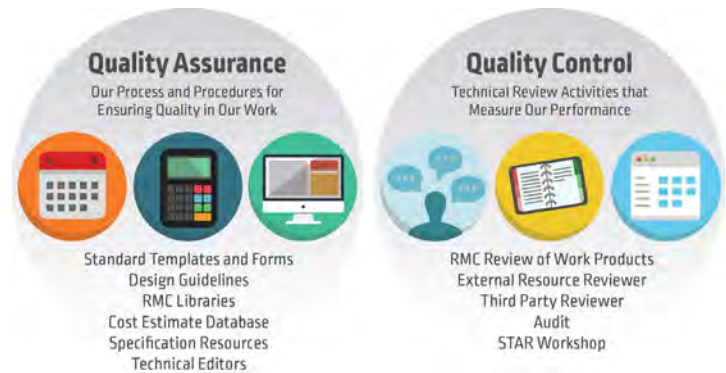 Quality Assurance
Our Process and Procedures for
Ensuring Quality in Our Work
Standard Templates and Forms
Design Guidelines
RMC Libraries
Cost Estimate Database
Specification Resources
Technical Editors
Quality Control
Technical Review Activities that
Measure Our Performance
RMC Review of Work Products
External Resource Reviewer
Third Party Reviewer
Audit
STAR Workshop